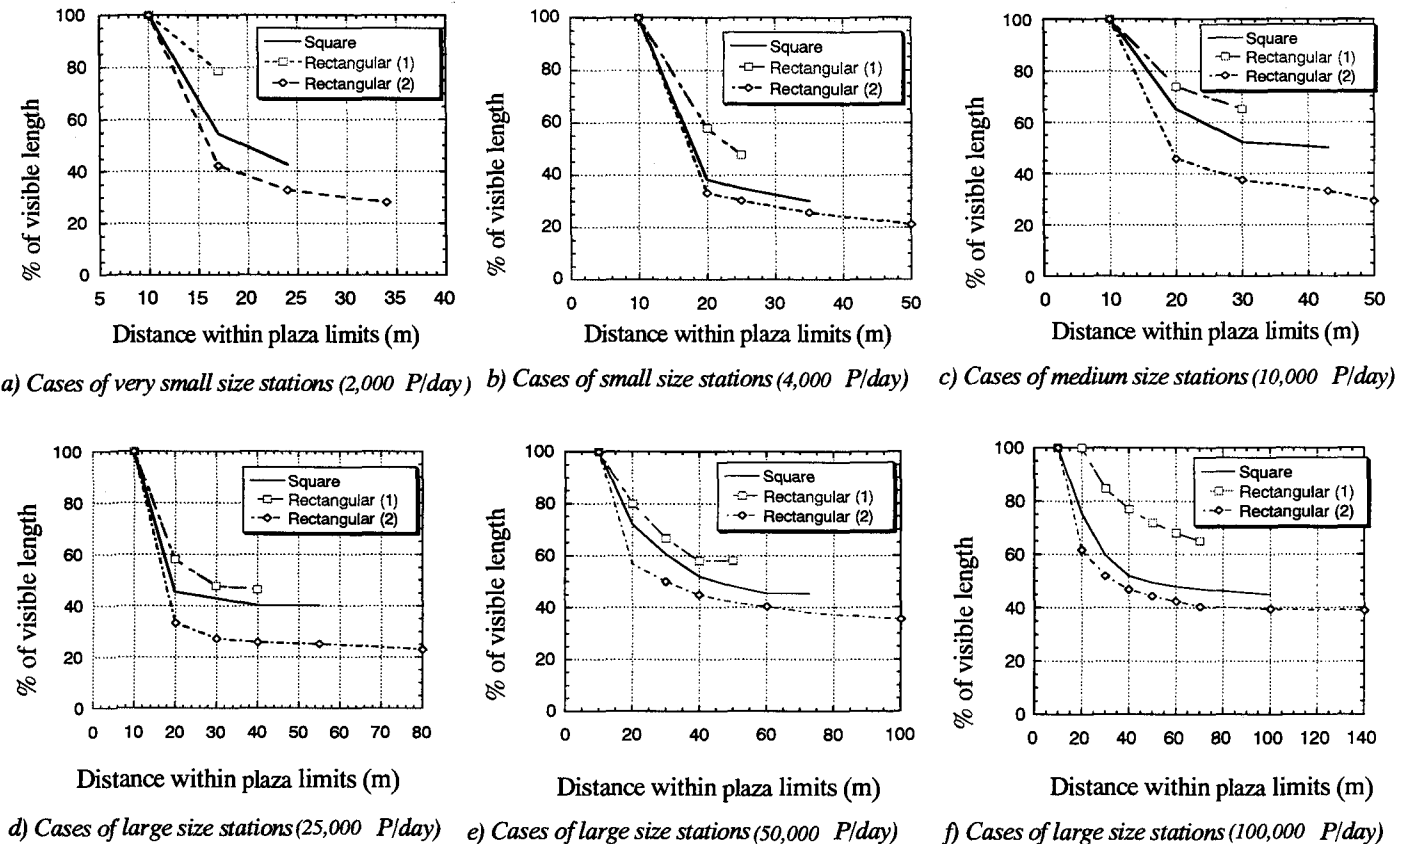 100
80
60
40
20
0
% of visible length
Square
Rectangular (1)
Rectangular (2)
5 10 15 20 25 30 35 40
Distance within plaza limits (m)
a) Cases of very small size stations (2,000 P/day)
100
80
60
40
20
0
% of visible length
Square
Rectangular (1)
Rectangular (2)
0 10 20 30 40 50
Distance within plaza limits (m)
b) Cases of small size stations (4,000 P/day)
100
80
60
40
20
0
% of visible length
Square
Rectangular (1)
Rectangular (2)
0 10 20 30 40 50
Distance within plaza limits (m)
c) Cases of medium size stations (10,000 P/day)
100
80
60
40
20
0
% of visible length
Square
Rectangular (1)
Rectangular (2)
0 10 20 30 40 50 60 70 80
Distance within plaza limits (m)
d) Cases of large size stations (25,000 P/day)
100
80
60
40
20
0
% of visible length
Square
Rectangular (1)
Rectangular (2)
0 20 40 60 80 100
Distance within plaza limits (m)
e) Cases of large size stations (50,000 P/day)
100
80
60
40
20
0
% of visible length
Square
Rectangular (1)
Rectangular (2)
0 20 40 60 80 100 120 140
Distance within plaza limits (m)
f) Cases of large size stations (100,000 P/day)